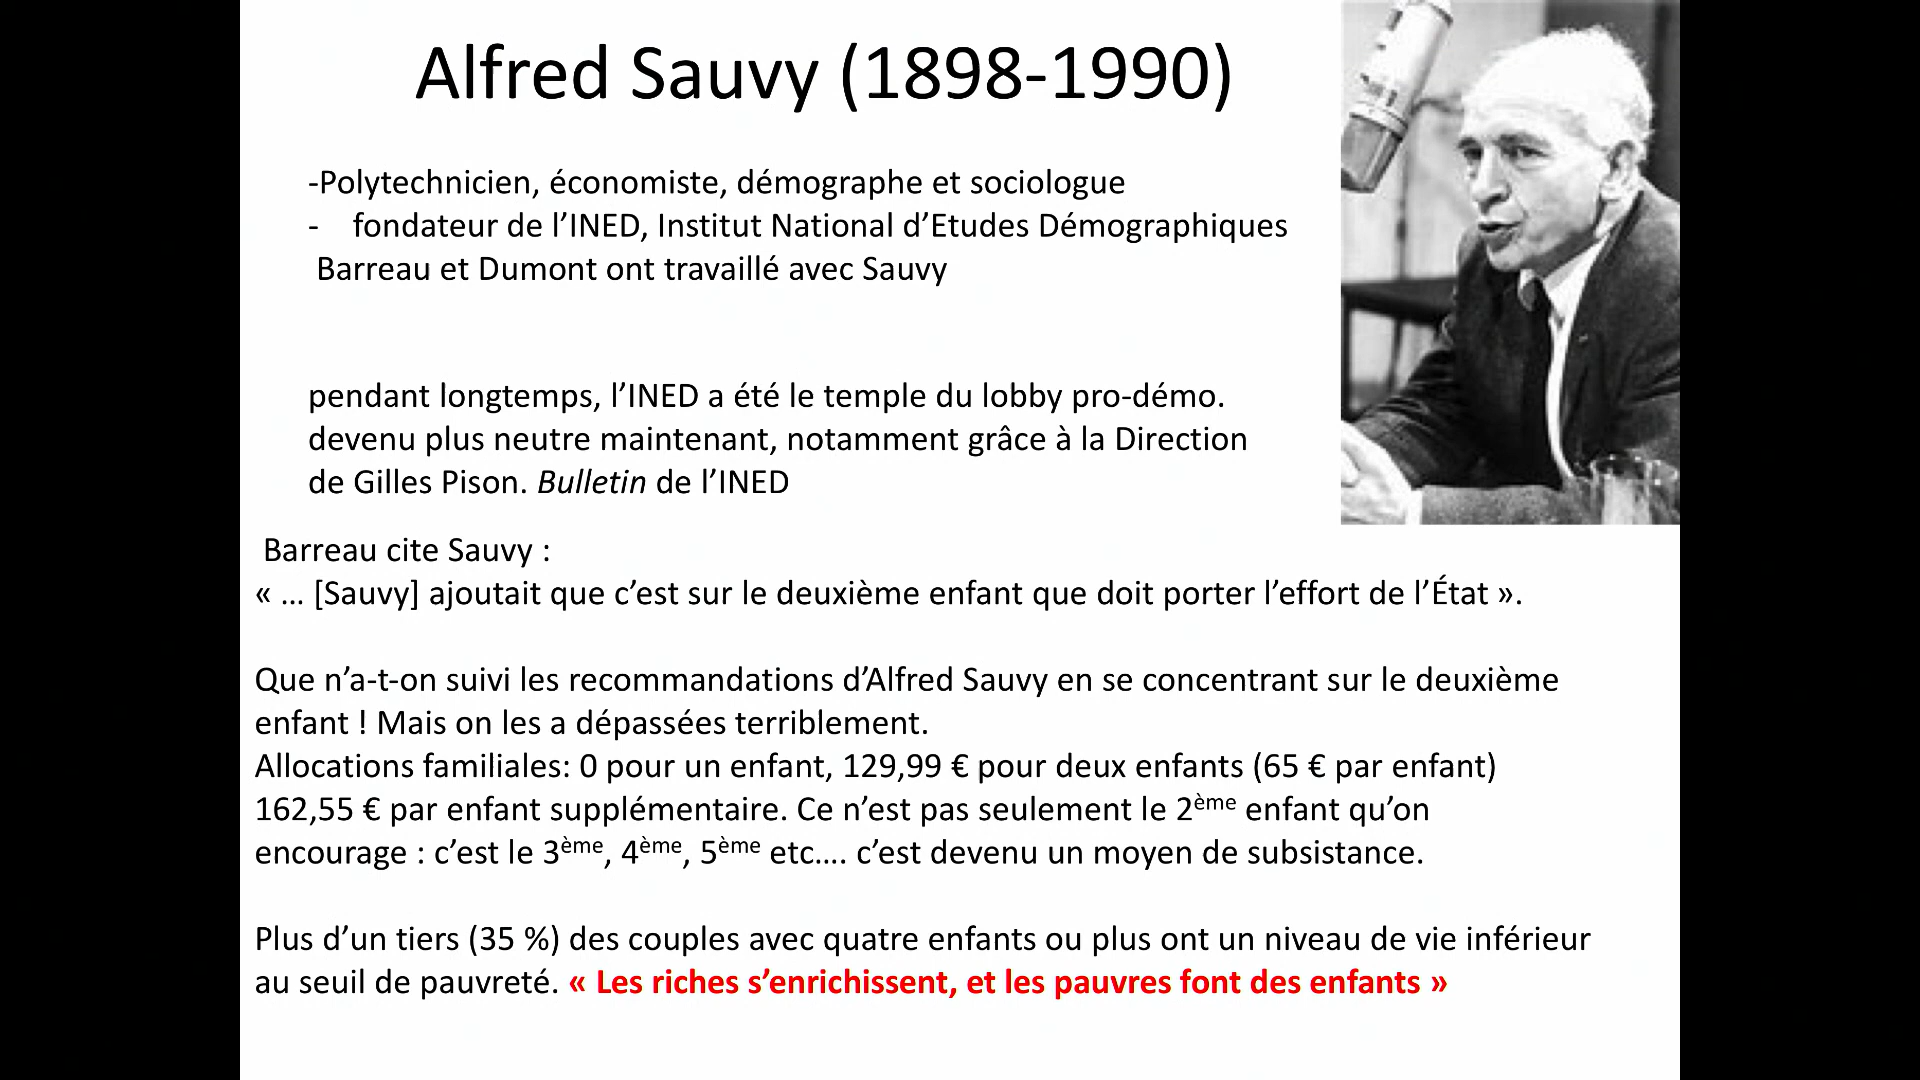 Alfred Sauvy (1898-1990)
-Polytechnicien, économiste, démographe et sociologue
- fondateur de l’INED, Institut National d’Etudes Démographiques
Barreau et Dumont ont travaillé avec Sauvy
pendant longtemps, l’INED a été le temple du lobby pro-démo.
devenu plus neutre maintenant, notamment grâce à la Direction
de Gilles Pison. Bulletin de l’INED
Barreau cite Sauvy :
« … [Sauvy] ajoutait que c’est sur le deuxième enfant que doit porter l’effort de l’État ».
Que n’a-t-on suivi les recommandations d’Alfred Sauvy en se concentrant sur le deuxième
enfant ! Mais on les a dépassées terriblement.
Allocations familiales: 0 pour un enfant, 129,99 € pour deux enfants (65 € par enfant)
162,55 € par enfant supplémentaire. Ce n’est pas seulement le 2ème enfant qu’on
encourage : c’est le 3ème, 4ème, 5ème etc…. c’est devenu un moyen de subsistance.
Plus d’un tiers (35 %) des couples avec quatre enfants ou plus ont un niveau de vie inférieur
au seuil de pauvreté. « Les riches s’enrichissent, et les pauvres font des enfants »